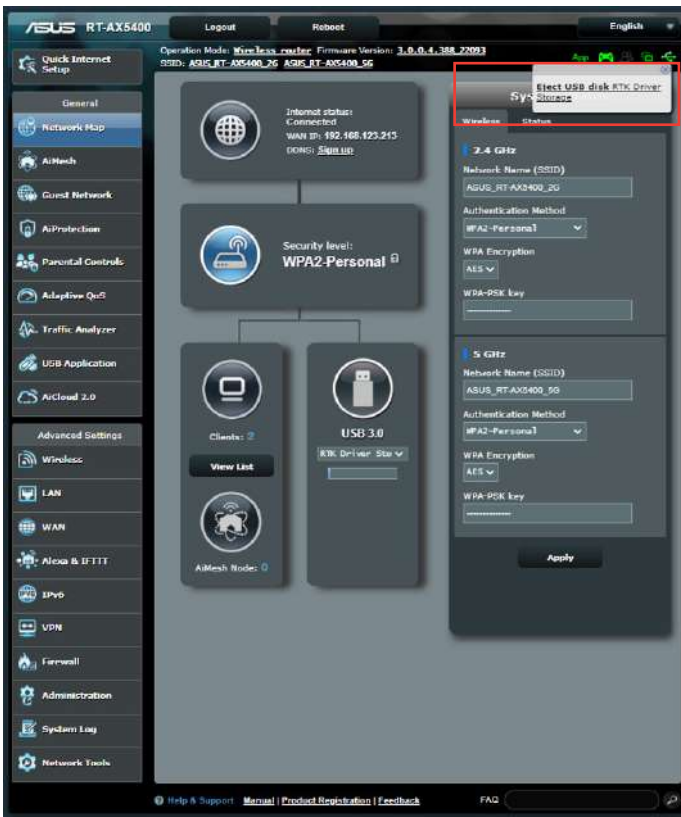 ASUS RT-AX5400
Logout
Reboot
English
Quick Internet
Setup
Operation Mode: Wireless router Firmware Version: 3.0.0.4.388_22093
SSID: ASUS_RT-AX5400_2G ASUS_RT-AX5400_5G
App
Eject USB disk RTK Driver
Storage
Sys
Wireless Status
General
Network Map
AiMesh
Guest Network
AiProtection
Parental Controls
Adaptive QoS
Traffic Analyzer
USB Application
AiCloud 2.0
Advanced Settings
Wireless
LAN
WAN
Alexa & IFTTT
IPv6
VPN
Firewall
Administration
System Log
Network Tools
Internet status:
Connected
WAN IP: 192.168.123.213
DDNS: Sign up
Security level:
WPA2-Personal
Clients: 2
View List
AiMesh Node: 0
USB 3.0
RTK Driver Sto
2.4 GHz
Network Name (SSID)
ASUS_RT-AX5400_2G
Authentication Method
WPA2-Personal
WPA Encryption
AES
WPA-PSK key
5 GHz
Network Name (SSID)
ASUS_RT-AX5400_5G
Authentication Method
WPA2-Personal
WPA Encryption
AES
WPA-PSK key
Apply
Help & Support Manual | Product Registration | Feedback
FAQ